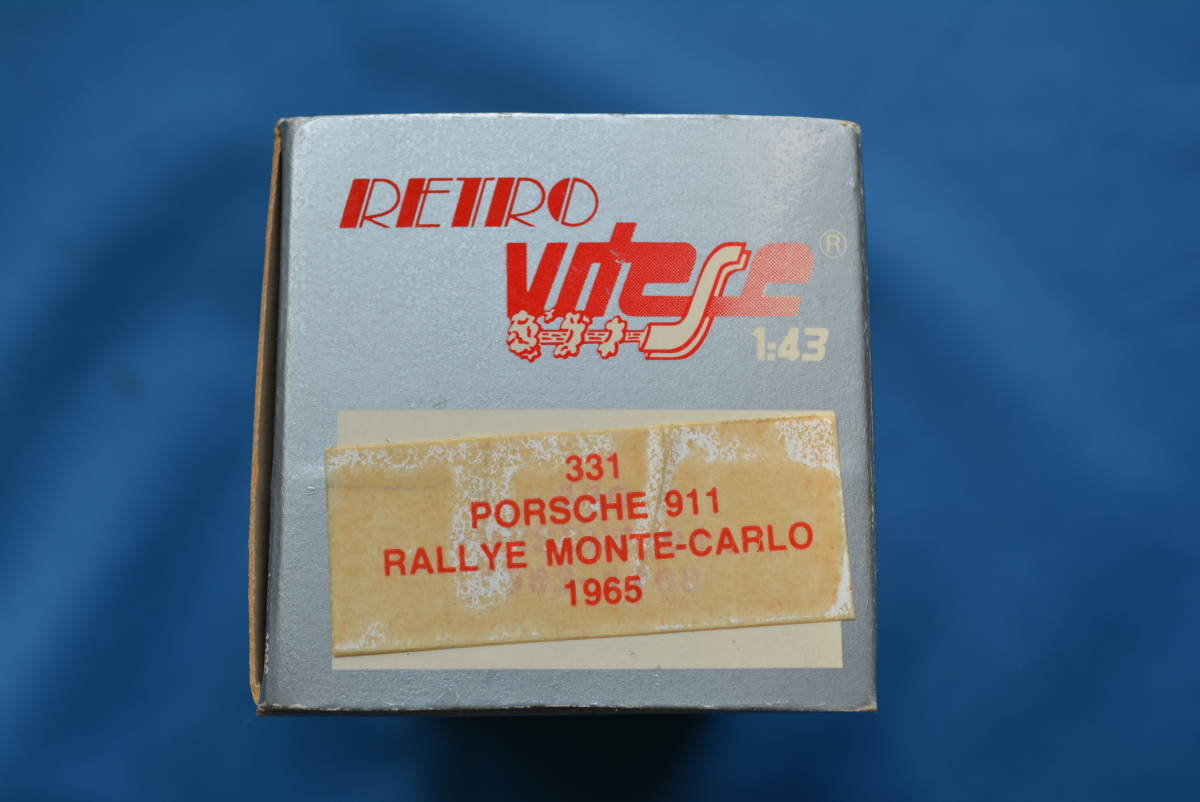 RETRO
Vitesse ®
1:43
331
PORSCHE 911
RALLYE MONTE-CARLO
1965